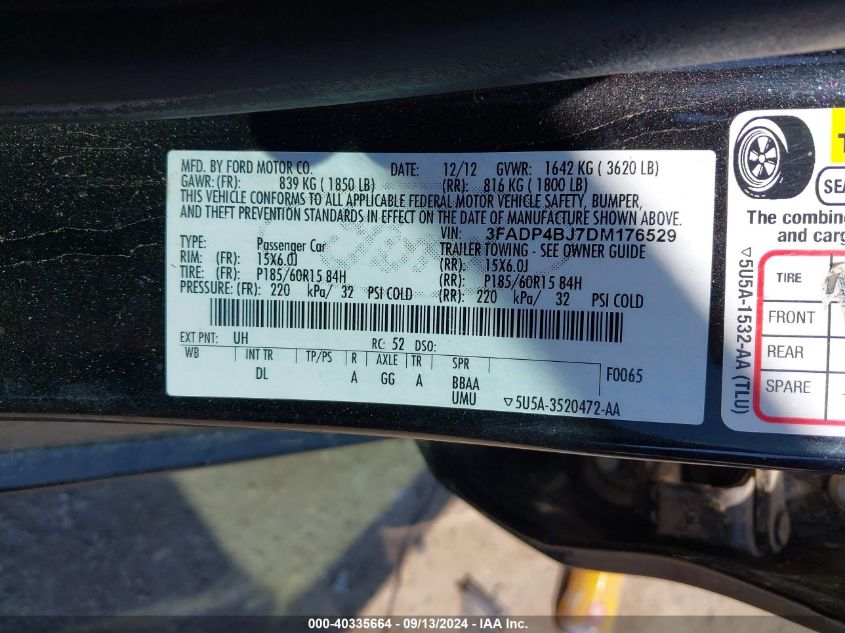 MFD. BY FORD MOTOR CO. DATE: 12/12 GVWR: 1642 KG ( 3620 LB)
GAWR: (FR): 839 KG ( 1850 LB) (RR): 816 KG ( 1800 LB)
THIS VEHICLE CONFORMS TO ALL APPLICABLE FEDERAL MOTOR VEHICLE SAFETY, BUMPER,
AND THEFT PREVENTION STANDARDS IN EFFECT ON THE DATE OF MANUFACTURE SHOWN ABOVE.
VIN: 3FADP4BJ7DM176529
TYPE: Passenger Car TRAILER TOWING - SEE OWNER GUIDE
RIM: (FR): 15X6.0J (RR): 15X6.0J
TIRE: (FR): P185/60R15 84H (RR): P185/60R15 84H
PRESSURE: (FR): 220 kPa/ 32 PSI COLD (RR): 220 kPa/ 32 PSI COLD
EXT PNT: UH RC: 52 DSO:
WB INT TR TP/PS R AXLE TR SPR F0065
DL A GG A BBAA
UMU ▽5U5A-3520472-AA
The combin
and carg
TIRE
FRONT
REAR
SPARE
▽5U5A-1532-AA (TLU)
000-40335664 - 09/13/2024 - IAA Inc.